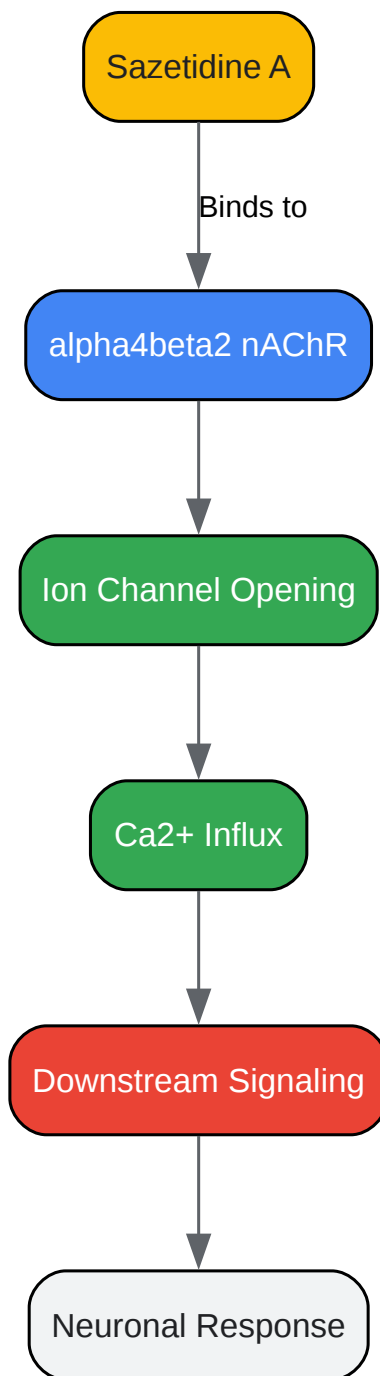 Sazetidine A
Binds to
alpha4beta2 nAChR
Ion Channel Opening
Ca2+ Influx
Downstream Signaling
Neuronal Response